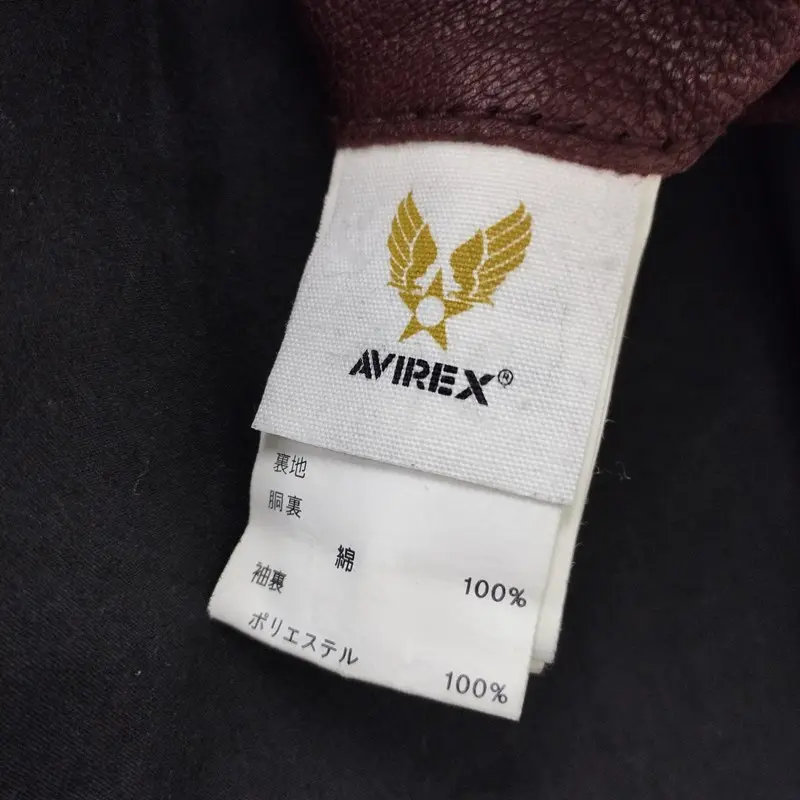 AVIREX®
裏地
胴裏
綿 100%
袖裏
ポリエステル 100%